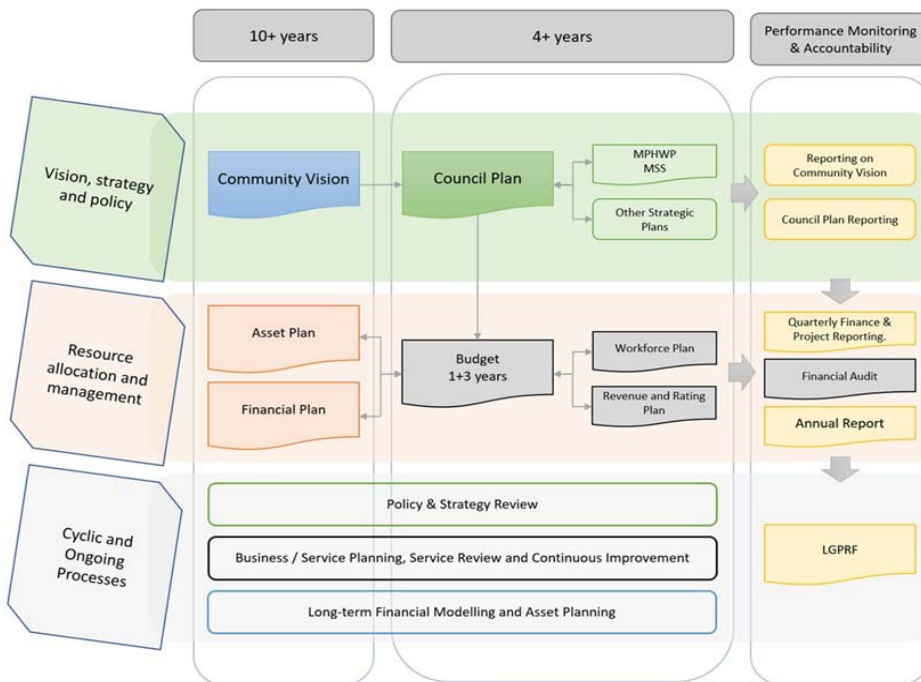 10+ years
4+ years
Performance Monitoring
& Accountability
Vision, strategy
and policy
Community Vision
Council Plan
MPHWP
MSS
Other Strategic
Plans
Reporting on
Community Vision
Council Plan Reporting
Resource
allocation and
management
Asset Plan
Financial Plan
Budget
1+3 years
Workforce Plan
Revenue and Rating
Plan
Quarterly Finance &
Project Reporting.
Financial Audit
Annual Report
Cyclic and
Ongoing
Processes
Policy & Strategy Review
Business / Service Planning, Service Review and Continuous Improvement
Long-term Financial Modelling and Asset Planning
LGPRF